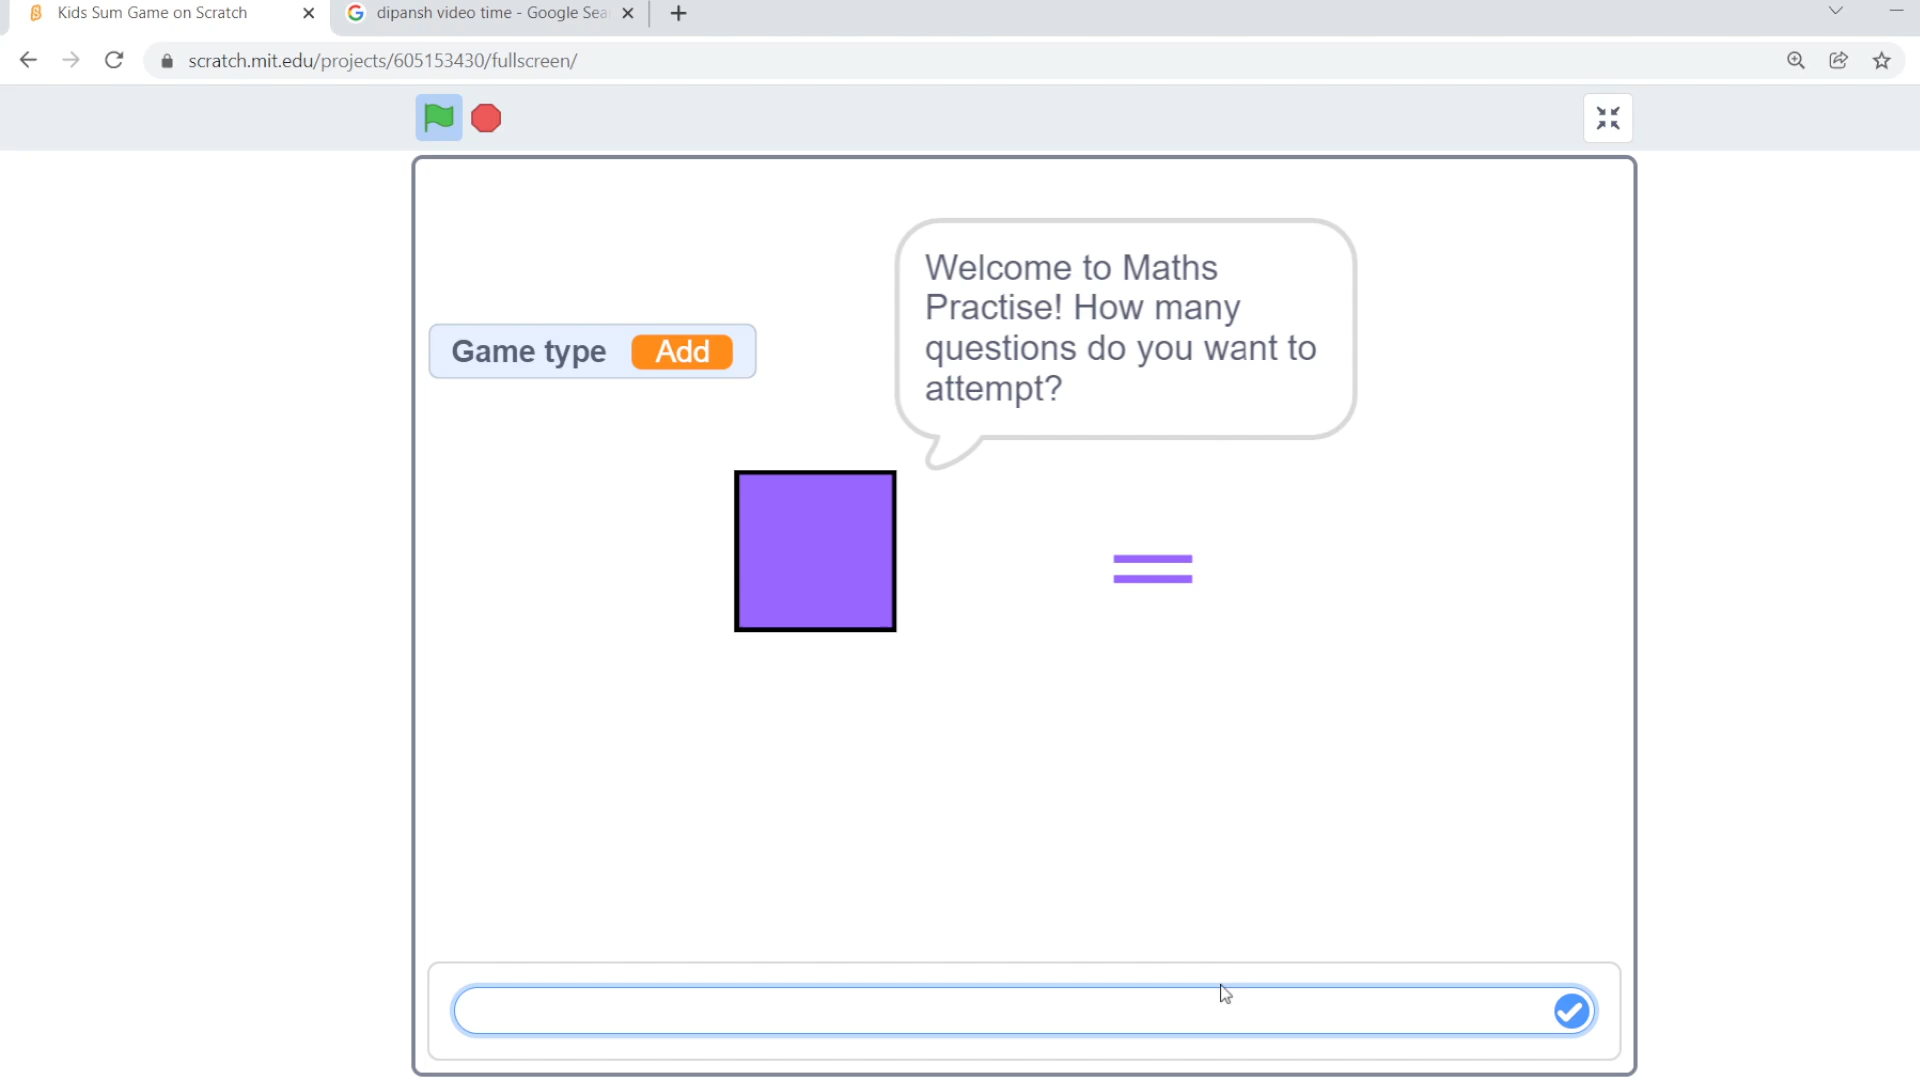 Kids Sum Game on Scratch
dipansh video time - Google Sea
scratch.mit.edu/projects/605153430/fullscreen/
Welcome to Maths
Practise! How many
questions do you want to
attempt?
Game type Add